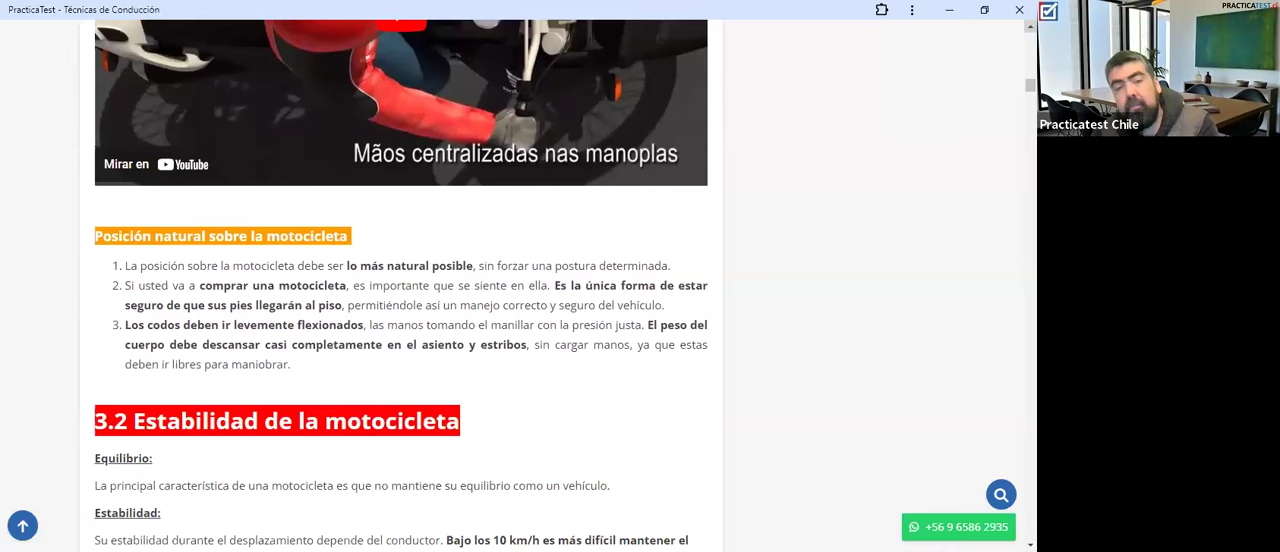 PracticaTest - Técnicas de Conducción
PRACTICATEST
Practicatest Chile
Mirar en YouTube
Mãos centralizadas nas manoplas
Posición natural sobre la motocicleta
1. La posición sobre la motocicleta debe ser lo más natural posible, sin forzar una postura determinada.
2. Si usted va a comprar una motocicleta, es importante que se siente en ella. Es la única forma de estar
seguro de que sus pies llegarán al piso, permitiéndole así un manejo correcto y seguro del vehículo.
3. Los codos deben ir levemente flexionados, las manos tomando el manillar con la presión justa. El peso del
cuerpo debe descansar casi completamente en el asiento y estribos, sin cargar manos, ya que estas
deben ir libres para maniobrar.
3.2 Estabilidad de la motocicleta
Equilibrio:
La principal característica de una motocicleta es que no mantiene su equilibrio como un vehículo.
Estabilidad:
Su estabilidad durante el desplazamiento depende del conductor. Bajo los 10 km/h es más difícil mantener el
+56 9 6586 2935